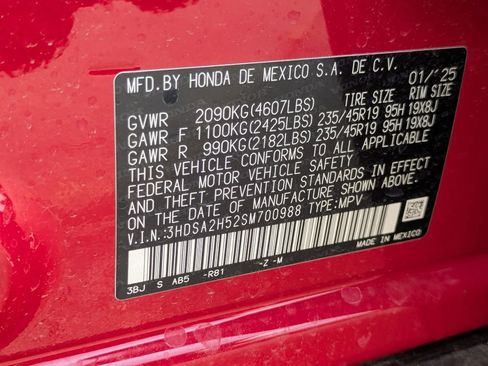 MFD.BY HONDA DE MEXICO S.A. DE C.V. 01/'25
GVWR 2090KG(4607LBS) TIRE SIZE RIM SIZE
GAWR F 1100KG(2425LBS) 235/45R19 95H 19X8J
GAWR R 990KG(2182LBS) 235/45R19 95H 19X8J
THIS VEHICLE CONFORMS TO ALL APPLICABLE
FEDERAL MOTOR VEHICLE SAFETY
AND THEFT PREVENTION STANDARDS IN EFFECT
ON THE DATE OF MANUFACTURE SHOWN ABOVE.
V.I.N.:3HDSA2H52SM700988 TYPE:MPV
3BJ S AB5 -R81 -Z -M MADE IN MEXICO